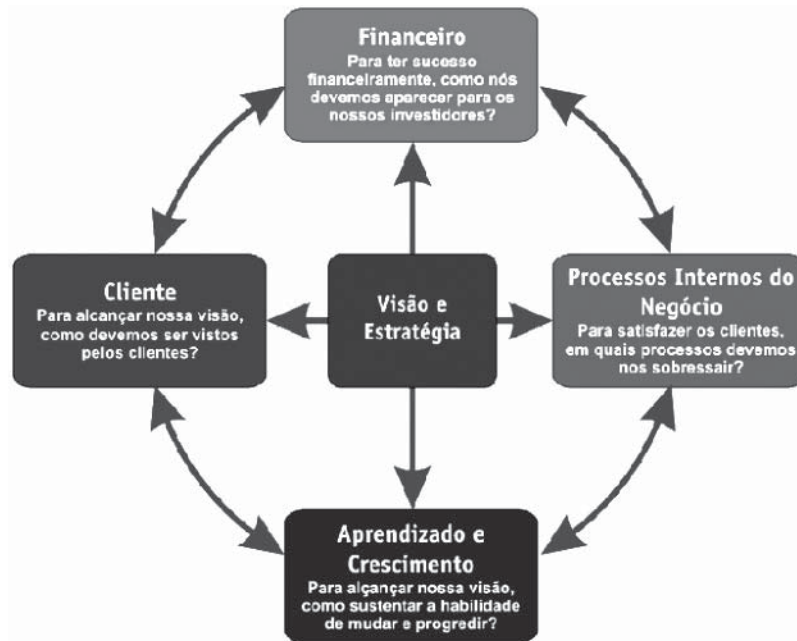 Financeiro
Para ter sucesso
financeiramente, como nós
devemos aparecer para os
nossos investidores?
Cliente
Para alcançar nossa visão,
como devemos ser vistos
pelos clientes?
Visão e
Estratégia
Processos Internos do
Negócio
Para satisfazer os clientes,
em quais processos devemos
nos sobressair?
Aprendizado e
Crescimento
Para alçançar nossa visão,
como sustentar a habilidade
de mudar e progredir?